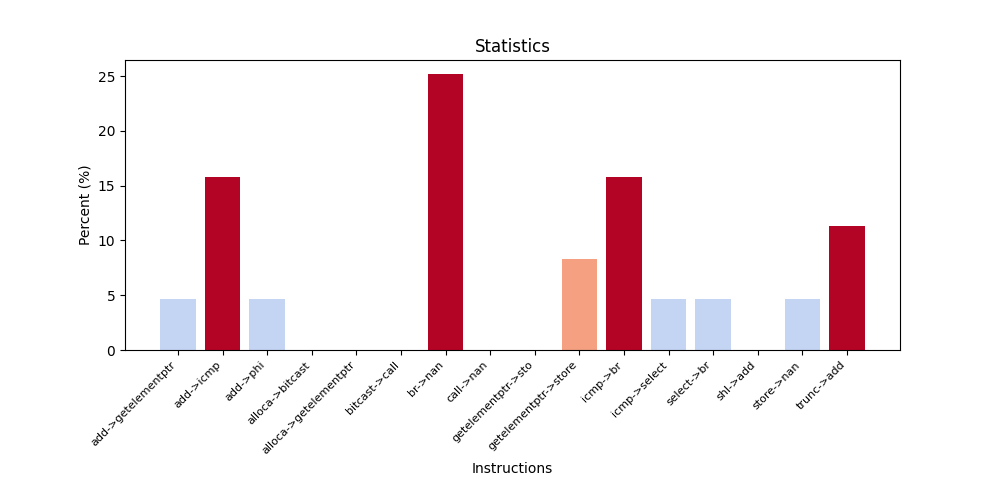 Statistics
Percent (%)
25
20
15
10
5
0
add->getelementptr
add->icmp
add->phi
alloca->bitcast
alloca->getelementptr
bitcast->call
br->nan
call->nan
getelementptr->sto
getelementptr->store
icmp->br
icmp->select
select->br
shl->add
store->nan
trunc->add
Instructions